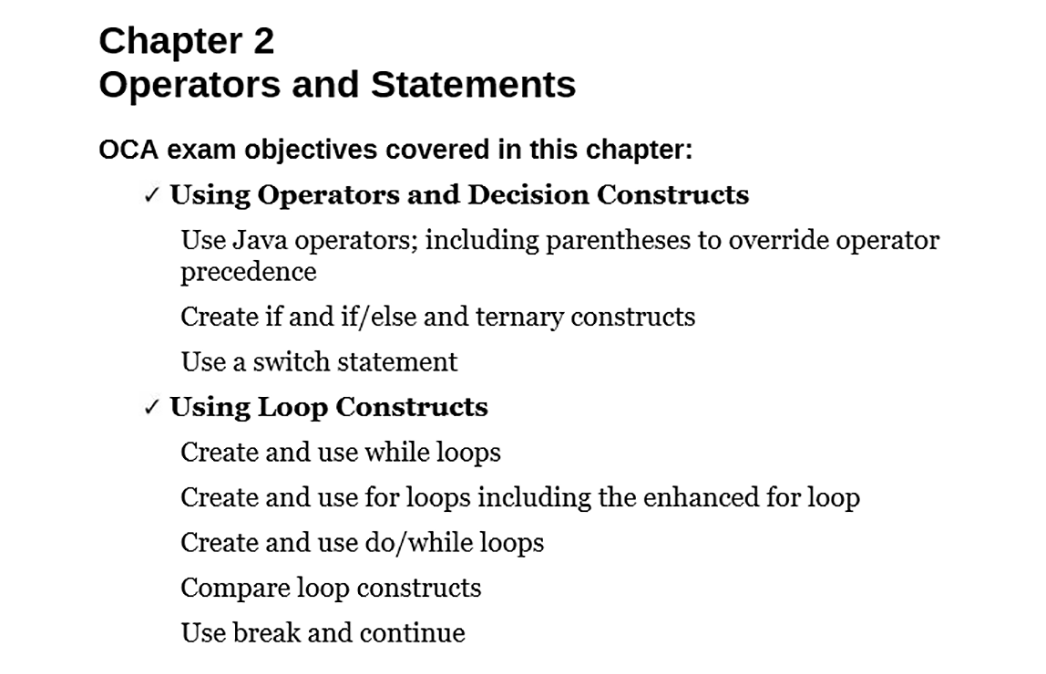 Chapter 2
Operators and Statements
OCA exam objectives covered in this chapter:
✓ Using Operators and Decision Constructs
Use Java operators; including parentheses to override operator
precedence
Create if and if/else and ternary constructs
Use a switch statement
✓ Using Loop Constructs
Create and use while loops
Create and use for loops including the enhanced for loop
Create and use do/while loops
Compare loop constructs
Use break and continue